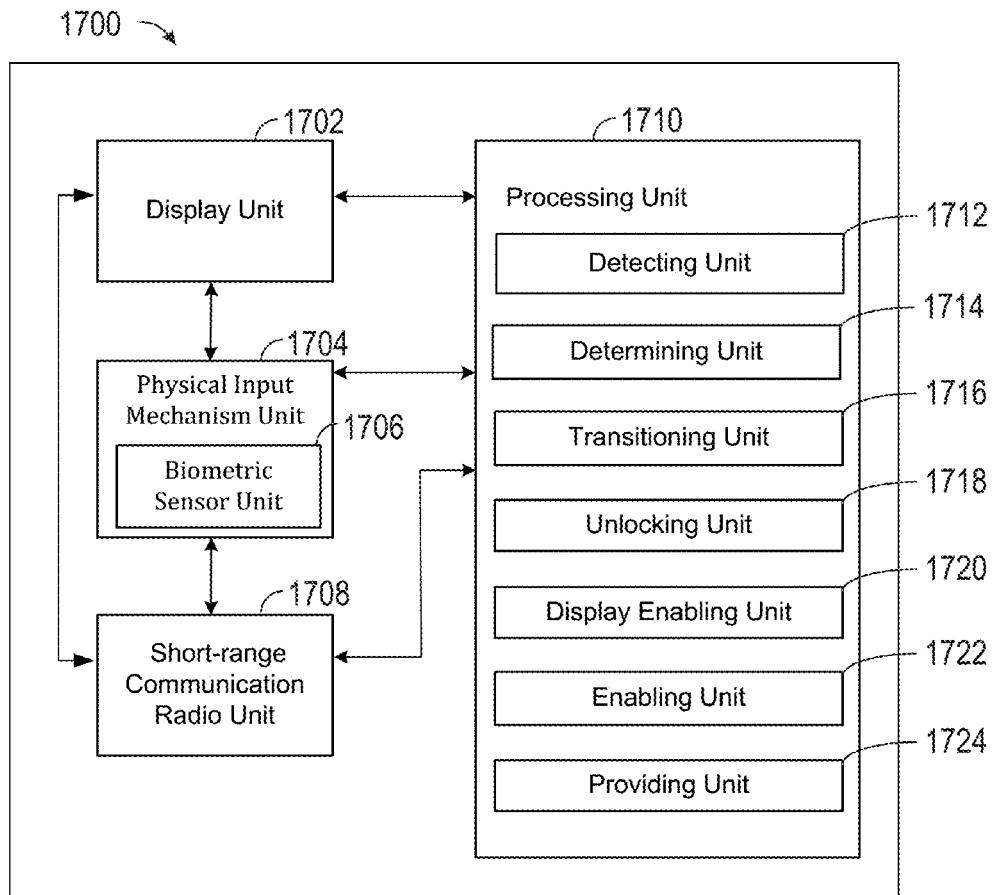 1700
1702
Display Unit
1704
Physical Input
Mechanism Unit
1706
Biometric
Sensor Unit
1708
Short-range
Communication
Radio Unit
1710
Processing Unit
1712
Detecting Unit
1714
Determining Unit
1716
Transitioning Unit
1718
Unlocking Unit
1720
Display Enabling Unit
1722
Enabling Unit
1724
Providing Unit